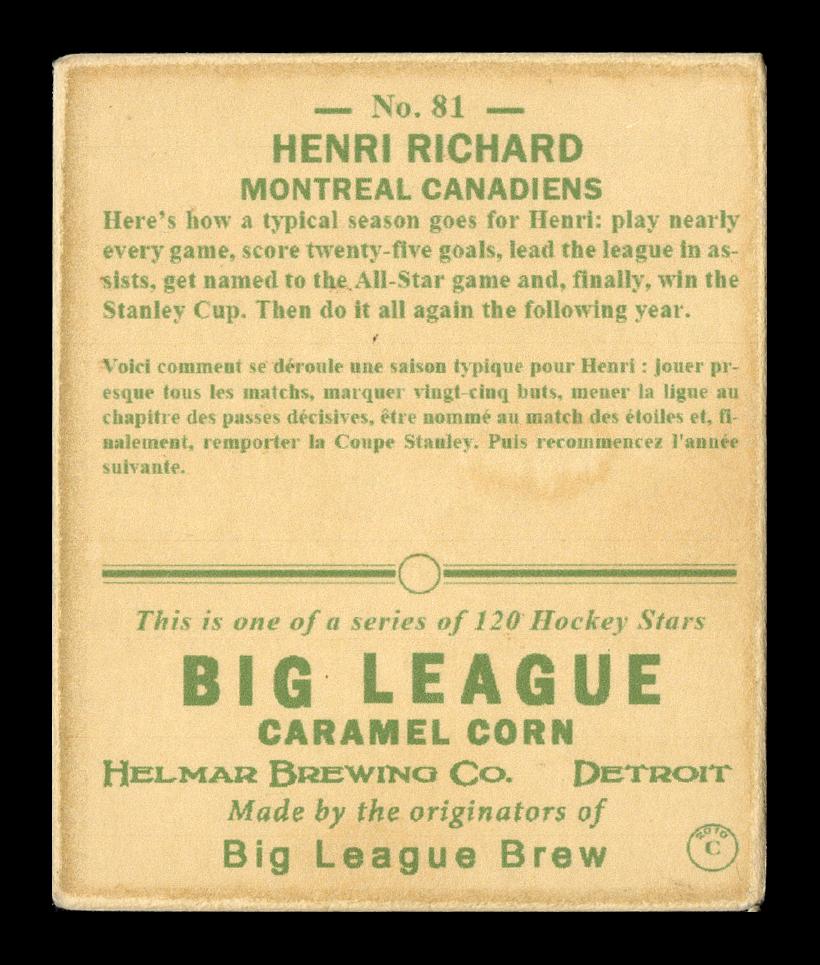 — No. 81 —
HENRI RICHARD
MONTREAL CANADIENS
Here's how a typical season goes for Henri: play nearly
every game, score twenty-five goals, lead the league in as-
sists, get named to the All-Star game and, finally, win the
Stanley Cup. Then do it all again the following year.
Voici comment se déroule une saison typique pour Henri : jouer pr-
esque tous les matchs, marquer vingt-cinq buts, mener la ligue au
chapitre des passes décisives, être nommé au match des étoiles et, fi-
nalement, remporter la Coupe Stanley. Puis recommencez l'année
suivante.
This is one of a series of 120 Hockey Stars
BIG LEAGUE
CARAMEL CORN
HELMAR BREWING CO. DETROIT
Made by the originators of
Big League Brew
2010
C